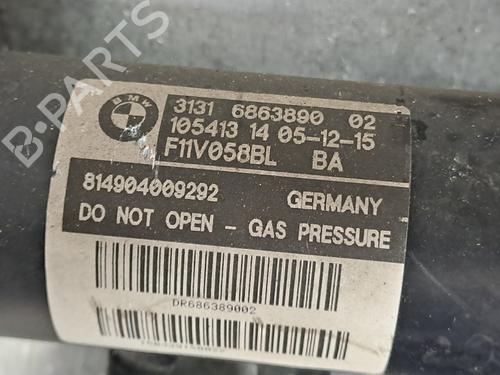 B-PARTS
BMW
3131 6863890 02
105413 14 05-12-15
F11V058BL BA
814904009292 GERMANY
DO NOT OPEN - GAS PRESSURE
DR686389002